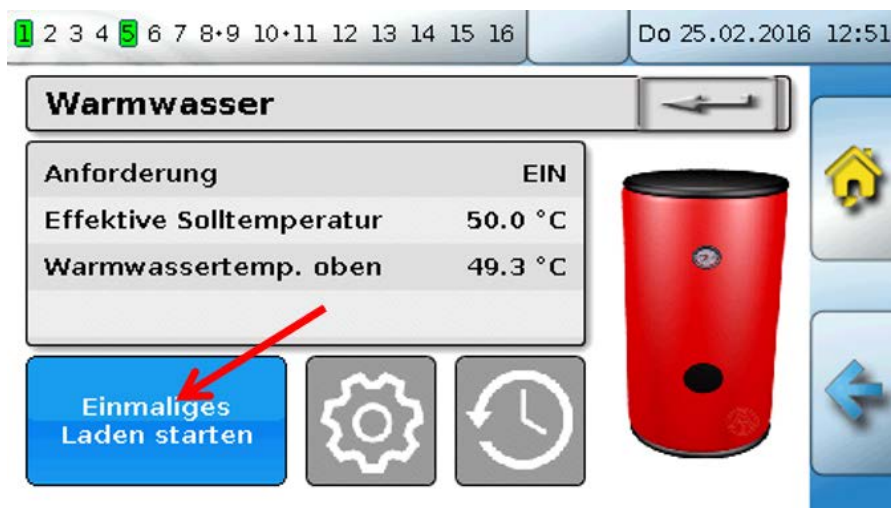 1 2 3 4 5 6 7 8•9 10•11 12 13 14 15 16 Do 25.02.2016 12:51
Warmwasser
Anforderung EIN
Effektive Solltemperatur 50.0 °C
Warmwassertemp. oben 49.3 °C
Einmaliges
Laden starten